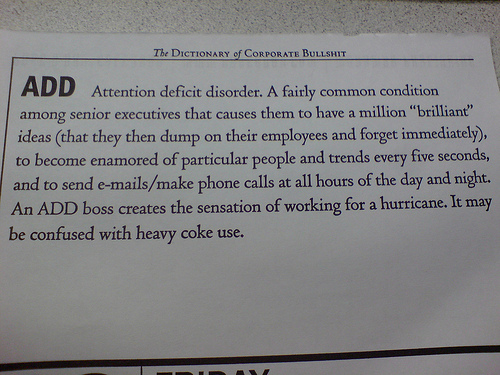 The DICTIONARY of CORPORATE BULLSHIT
ADD Attention deficit disorder. A fairly common condition
among senior executives that causes them to have a million “brilliant”
ideas (that they then dump on their employees and forget immediately),
to become enamored of particular people and trends every five seconds,
and to send e-mails/make phone calls at all hours of the day and night.
An ADD boss creates the sensation of working for a hurricane. It may
be confused with heavy coke use.
FRIDAY